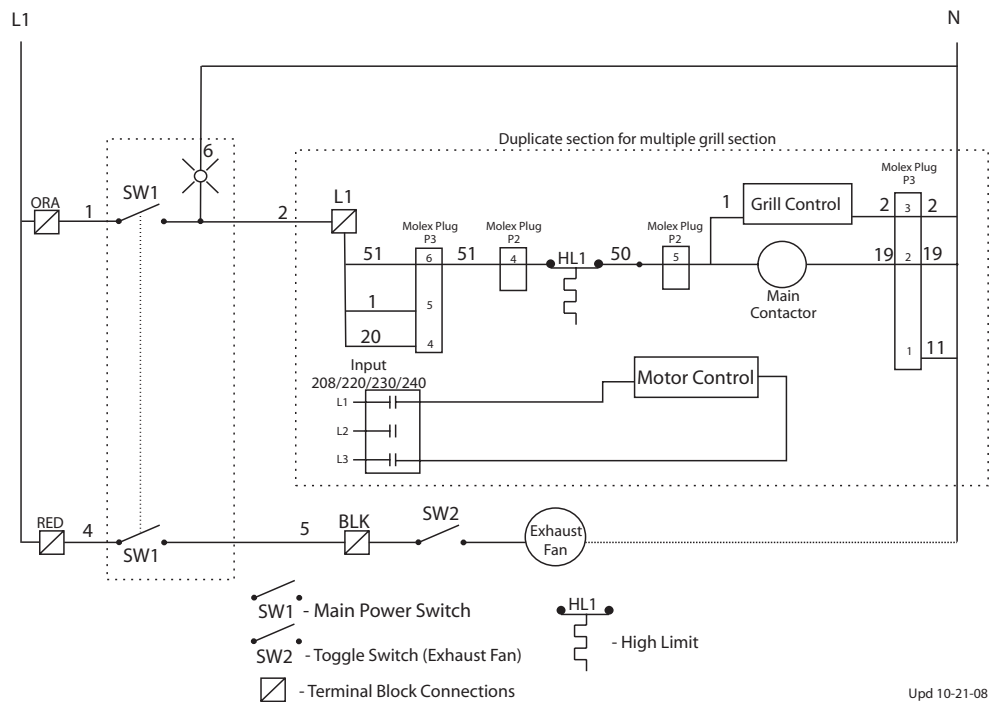 L1
N
Duplicate section for multiple grill section
6
Molex Plug
P3
ORA
1
SW1
2
L1
1
Grill Control
2
3
2
Molex Plug
P3
Molex Plug
P2
Molex Plug
P2
51
6
51
4
HL1
50
5
19
2
19
Main
Contactor
1
5
20
4
1
11
Input
208/220/230/240
Motor Control
L1
L2
L3
RED
4
SW1
5
BLK
SW2
Exhaust
Fan
SW1 - Main Power Switch
HL1
- High Limit
SW2 - Toggle Switch (Exhaust Fan)
- Terminal Block Connections
Upd 10-21-08